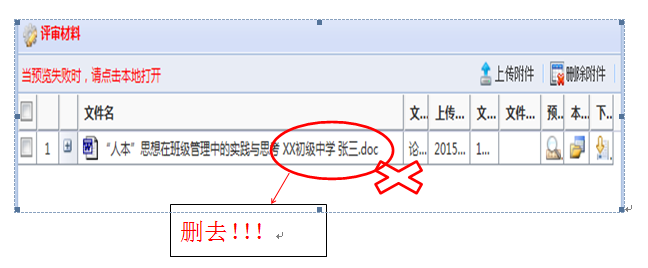 评审材料
当预览失败时，请点击本地打开 上传附件 删除附件
文件名 文... 上传... 文... 文件... 预... 本... 下...
1 “人本”思想在班级管理中的实践与思考 XX初级中学 张三.doc 论... 2015... 1...
删去!!!